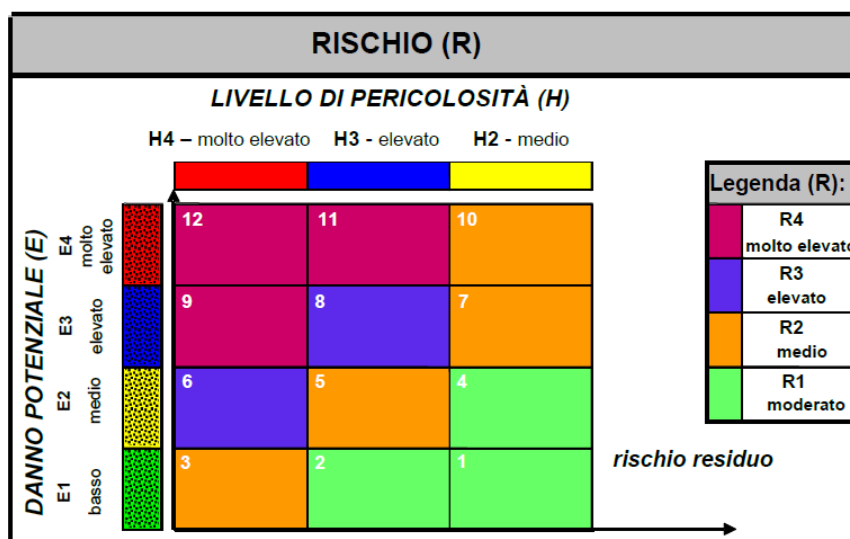 RISCHIO (R)
LIVELLO DI PERICOLOSITÀ (H)
H4 – molto elevato
H3 - elevato
H2 - medio
DANNO POTENZIALE (E)
E4
molto
elevato
12
11
10
E3
elevato
9
8
7
E2
medio
6
5
4
E1
basso
3
2
1
rischio residuo
Legenda (R):
R4
molto elevato
R3
elevato
R2
medio
R1
moderato